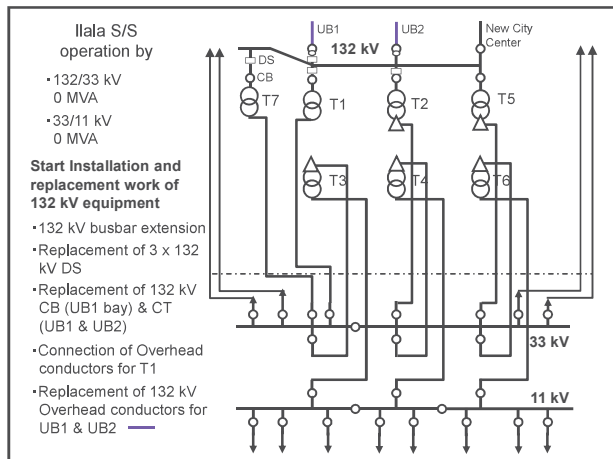 Ilala S/S
operation by
• 132/33 kV
0 MVA
• 33/11 kV
0 MVA
Start Installation and
replacement work of
132 kV equipment
• 132 kV busbar extension
• Replacement of 3 x 132
kV DS
• Replacement of 132 kV
CB (UB1 bay) & CT
(UB1 & UB2)
• Connection of Overhead
conductors for T1
• Replacement of 132 kV
Overhead conductors for
UB1 & UB2
UB1
UB2
New City
Center
132 kV
DS
CB
T7
T1
T2
T5
T3
T4
T6
33 kV
11 kV